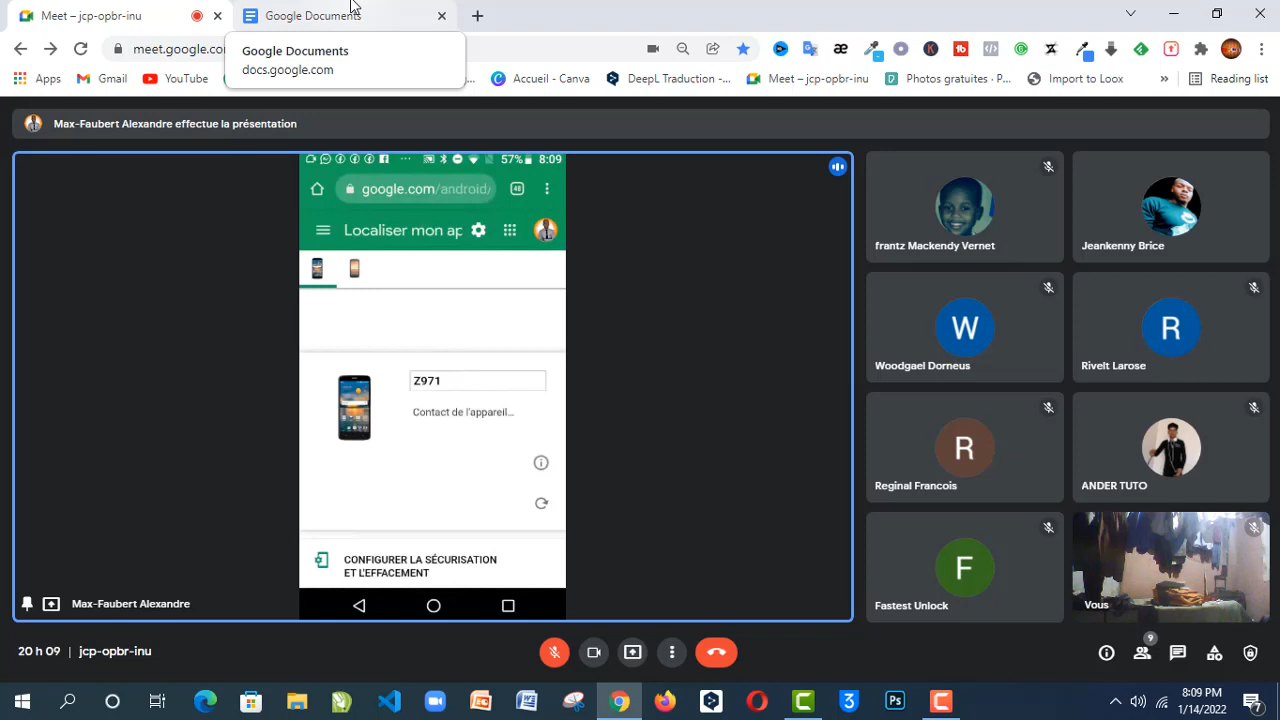 Meet – jcp-opbr-inu
Google Documents
meet.google.co
Google Documents
docs.google.com
Apps
Gmail
YouTube
Accueil - Canva
DeepL Traduction -...
Meet – jcp-opbr-inu
Photos gratuites - P...
Import to Loox
»
Reading list
Max-Faubert Alexandre effectue la présentation
57% 8:09
google.com/android/
48
Localiser mon ap
Z971
Contact de l'appareil...
CONFIGURER LA SÉCURISATION
ET L'EFFACEMENT
Max-Faubert Alexandre
frantz Mackendy Vernet
Jeankenny Brice
W
Woodgael Dorneus
R
Rivelt Larose
R
Reginal Francois
ANDER TUTO
F
Fastest Unlock
Vous
20 h 09 | jcp-opbr-inu
9
8:09 PM
1/14/2022
7